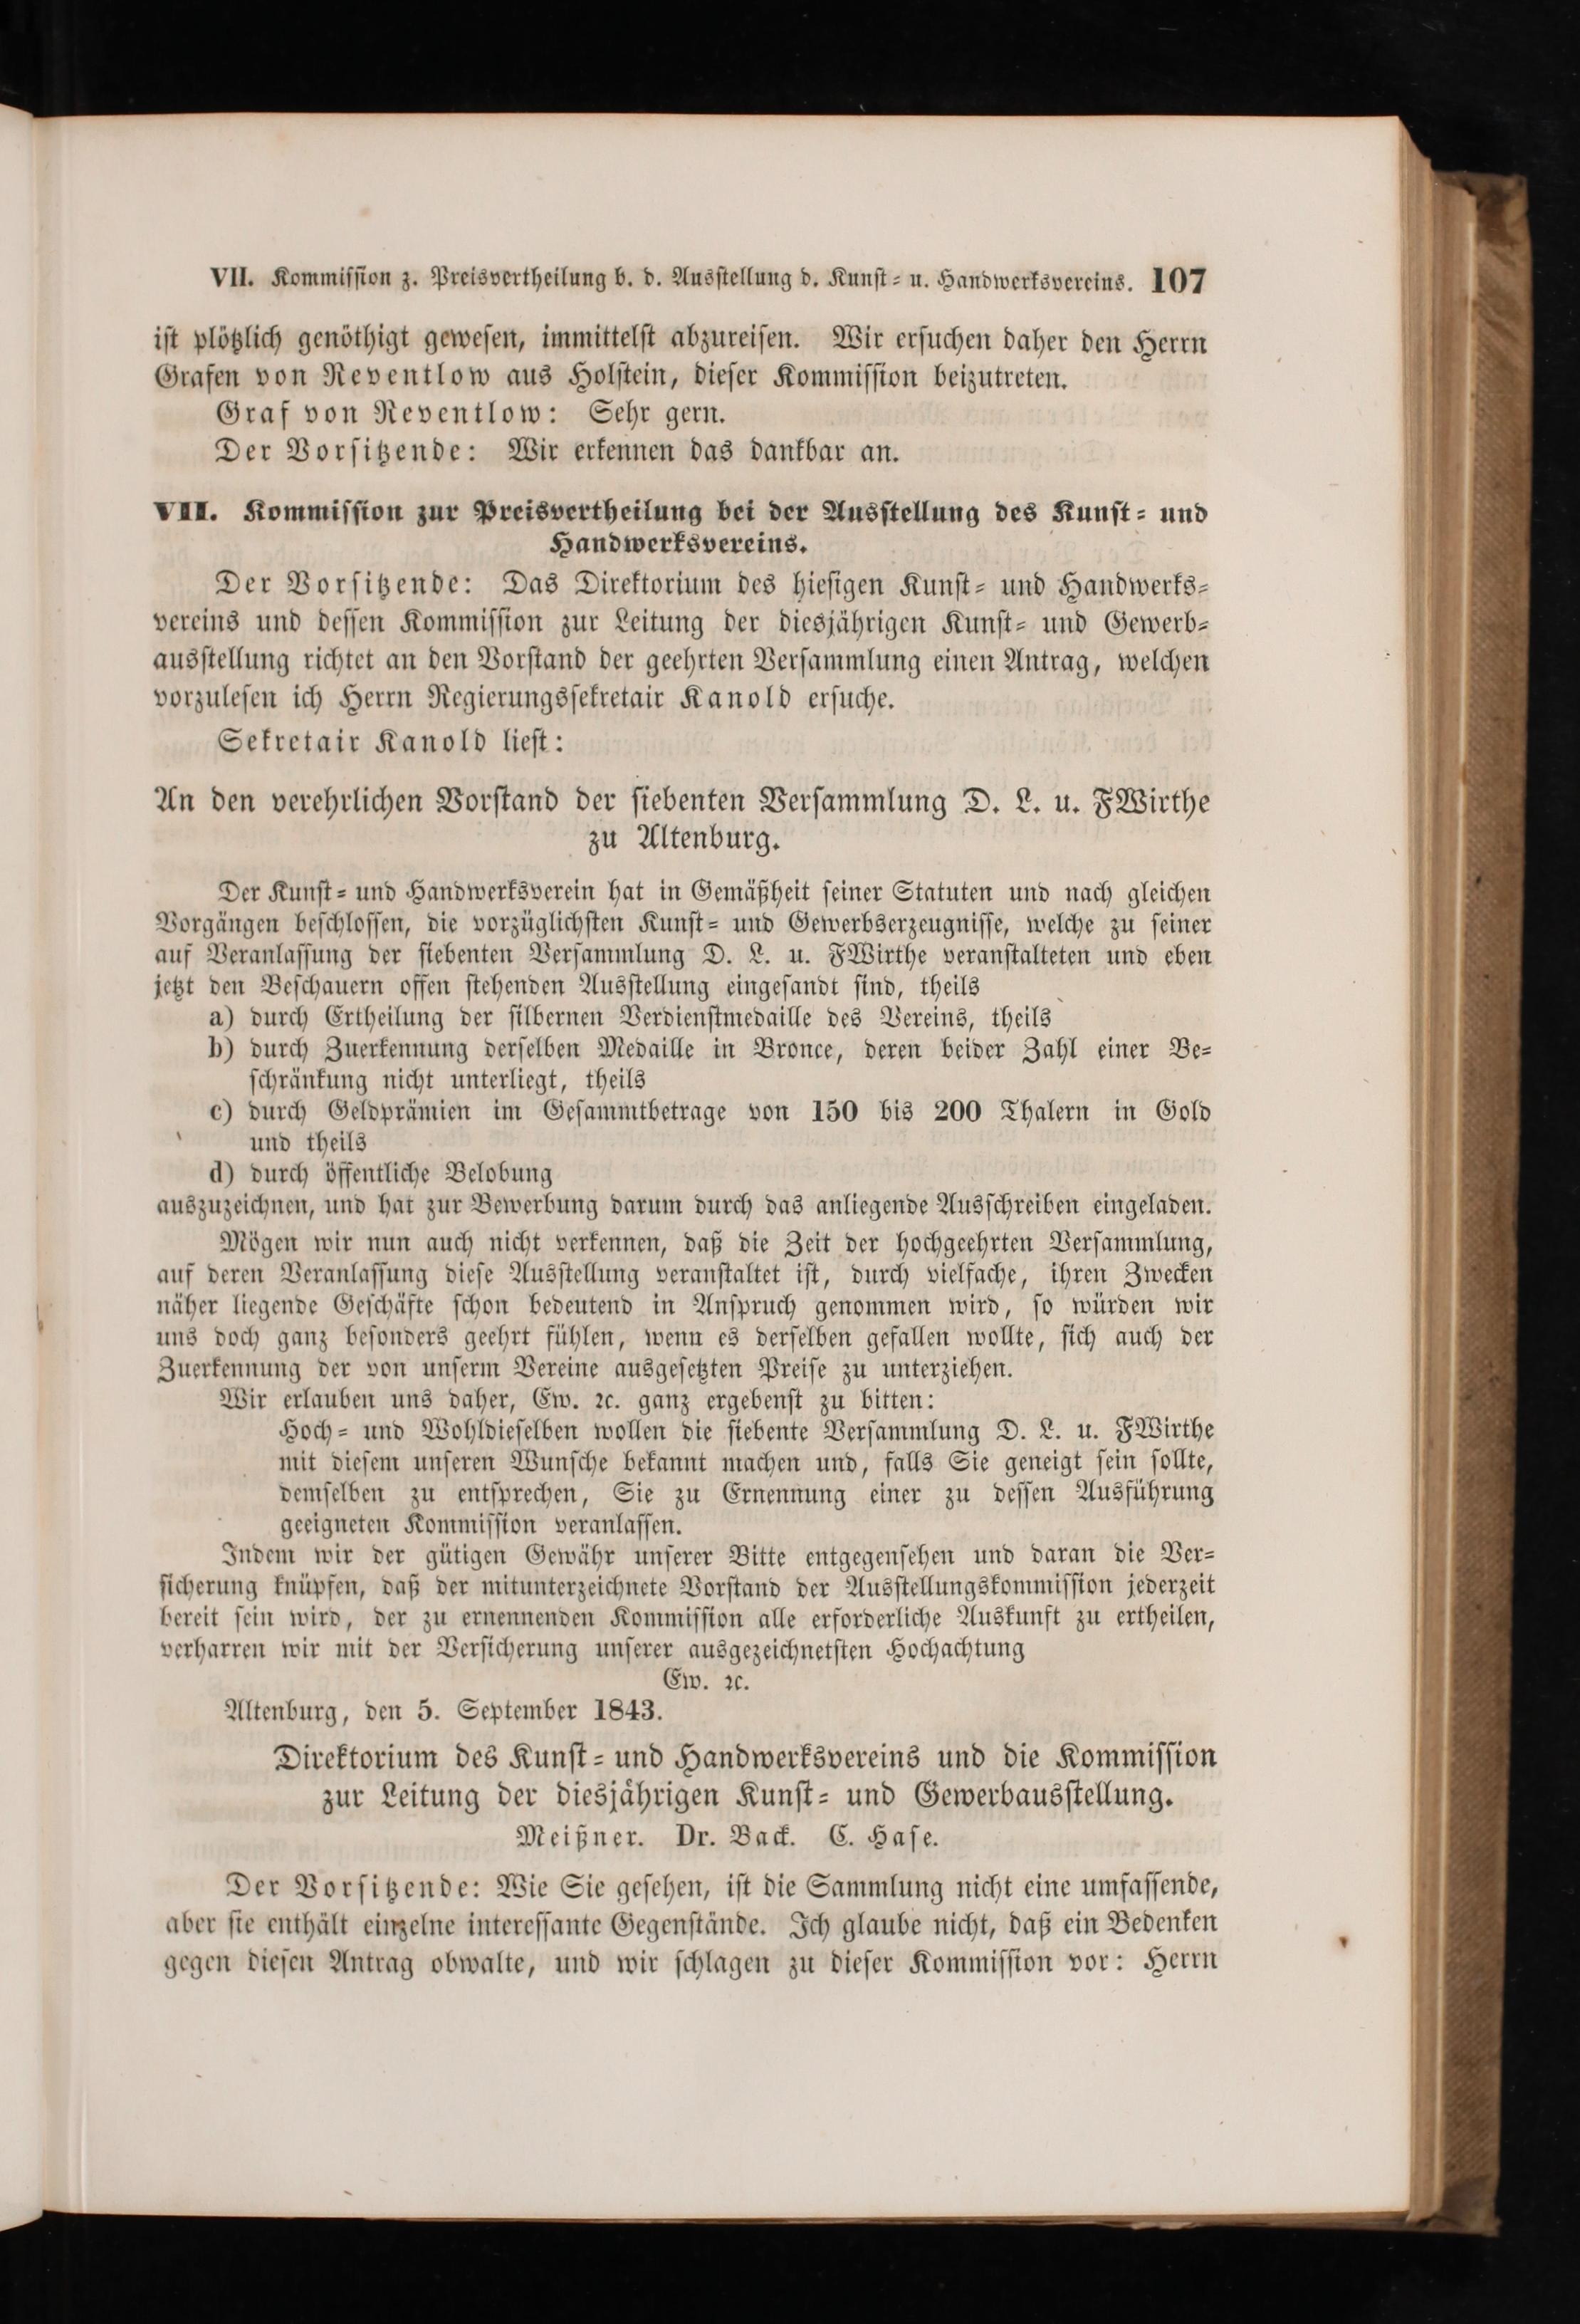 VII. Kommission z. Preisvertheilung b. d. Ausstellung d. Kunst- u. Handwerksvereins. 107
ist plötzlich genöthigt gewesen, immittelst abzureisen. Wir ersuchen daher den Herrn
Grafen von Reventlow aus Holstein, dieser Kommission beizutreten.
Graf von Reventlow: Sehr gern.
Der Vorsitzende: Wir erkennen das dankbar an.
VII. Kommission zur Preisvertheilung bei der Ausstellung des Kunst- und
Handwerksvereins.
Der Vorsitzende: Das Direktorium des hiesigen Kunst- und Handwerks-
vereins und dessen Kommission zur Leitung der diesjährigen Kunst- und Gewerb-
ausstellung richtet an den Vorstand der geehrten Versammlung einen Antrag, welchen
vorzulesen ich Herrn Regierungssekretair Kanold ersuche.
Sekretair Kanold liest:
An den verehrlichen Vorstand der siebenten Versammlung D. L. u. FWirthe
zu Altenburg.
Der Kunst- und Handwerksverein hat in Gemäßheit seiner Statuten und nach gleichen
Vorgängen beschlossen, die vorzüglichsten Kunst- und Gewerbserzeugnisse, welche zu seiner
auf Veranlassung der siebenten Versammlung D. L. u. FWirthe veranstalteten und eben
jetzt den Beschauern offen stehenden Ausstellung eingesandt sind, theils
a) durch Ertheilung der silbernen Verdienstmedaille des Vereins, theils
b) durch Zuerkennung derselben Medaille in Bronce, deren beider Zahl einer Be-
schränkung nicht unterliegt, theils
c) durch Geldprämien im Gesammtbetrage von 150 bis 200 Thalern in Gold
und theils
d) durch öffentliche Belobung
auszuzeichnen, und hat zur Bewerbung darum durch das anliegende Ausschreiben eingeladen.
Mögen wir nun auch nicht verkennen, daß die Zeit der hochgeehrten Versammlung,
auf deren Veranlassung diese Ausstellung veranstaltet ist, durch vielfache, ihren Zwecken
näher liegende Geschäfte schon bedeutend in Anspruch genommen wird, so würden wir
uns doch ganz besonders geehrt fühlen, wenn es derselben gefallen wollte, sich auch der
Zuerkennung der von unserm Vereine ausgesetzten Preise zu unterziehen.
Wir erlauben uns daher, Ew. ꝛc. ganz ergebenst zu bitten:
Hoch- und Wohldieselben wollen die siebente Versammlung D. L. u. FWirthe
mit diesem unseren Wunsche bekannt machen und, falls Sie geneigt sein sollte,
demselben zu entsprechen, Sie zu Ernennung einer zu dessen Ausführung
geeigneten Kommission veranlassen.
Indem wir der gütigen Gewähr unserer Bitte entgegensehen und daran die Ver-
sicherung knüpfen, daß der mitunterzeichnete Vorstand der Ausstellungskommission jederzeit
bereit sein wird, der zu ernennenden Kommission alle erforderliche Auskunft zu ertheilen,
verharren wir mit der Versicherung unserer ausgezeichnetsten Hochachtung
Ew. ꝛc.
Altenburg, den 5. September 1843.
Direktorium des Kunst- und Handwerksvereins und die Kommission
zur Leitung der diesjährigen Kunst- und Gewerbausstellung.
Meißner. Dr. Back. C. Hase.
Der Vorsitzende: Wie Sie gesehen, ist die Sammlung nicht eine umfassende,
aber sie enthält einzelne interessante Gegenstände. Ich glaube nicht, daß ein Bedenken
gegen diesen Antrag obwalte, und wir schlagen zu dieser Kommission vor: Herrn